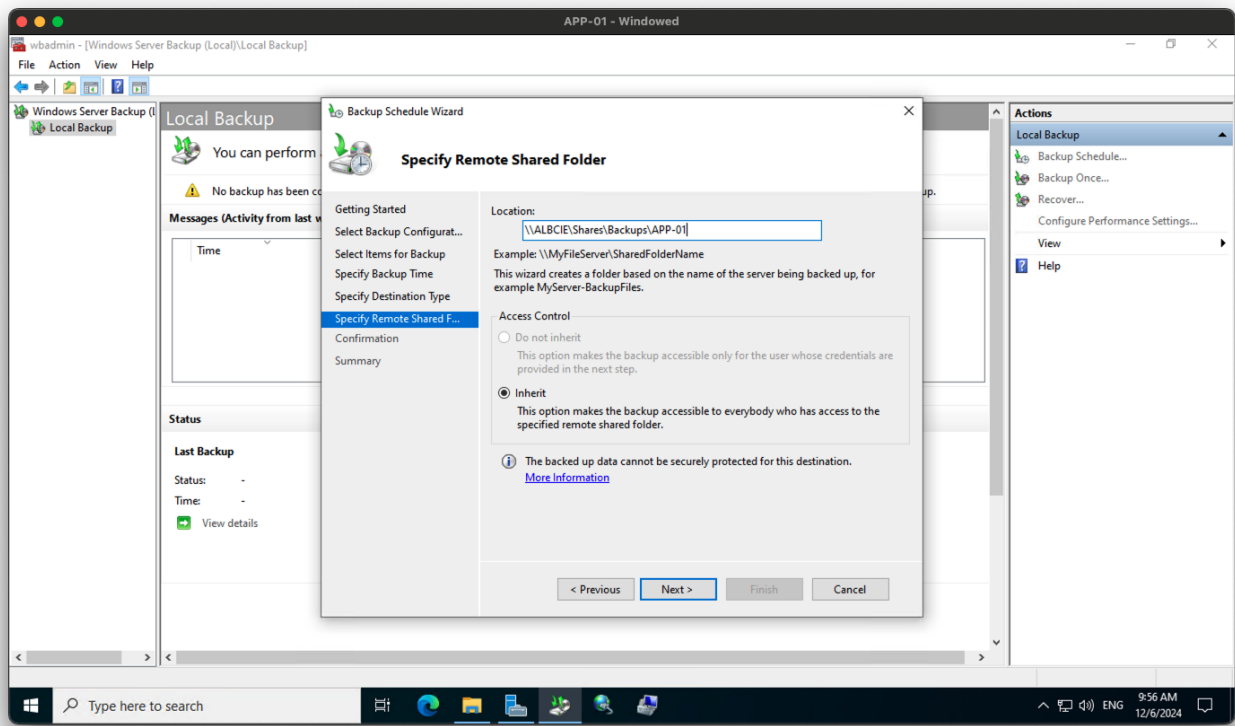 APP-01 - Windowed
wbadmin - [Windows Server Backup (Local)\Local Backup]
File Action View Help
Windows Server Backup (L
Local Backup
Local Backup
You can perform
No backup has been co
up.
Messages (Activity from last w
Time
Status
Last Backup
Status: -
Time: -
View details
Backup Schedule Wizard
Specify Remote Shared Folder
Getting Started
Select Backup Configurat...
Select Items for Backup
Specify Backup Time
Specify Destination Type
Specify Remote Shared F...
Confirmation
Summary
Location:
\\ALBCIE\Shares\Backups\APP-01
Example: \\MyFileServer\SharedFolderName
This wizard creates a folder based on the name of the server being backed up, for
example MyServer-BackupFiles.
Access Control
Do not inherit
This option makes the backup accessible only for the user whose credentials are
provided in the next step.
Inherit
This option makes the backup accessible to everybody who has access to the
specified remote shared folder.
The backed up data cannot be securely protected for this destination.
More Information
< Previous
Next >
Finish
Cancel
Actions
Local Backup
Backup Schedule...
Backup Once...
Recover...
Configure Performance Settings...
View
Help
Type here to search
ENG
9:56 AM
12/6/2024